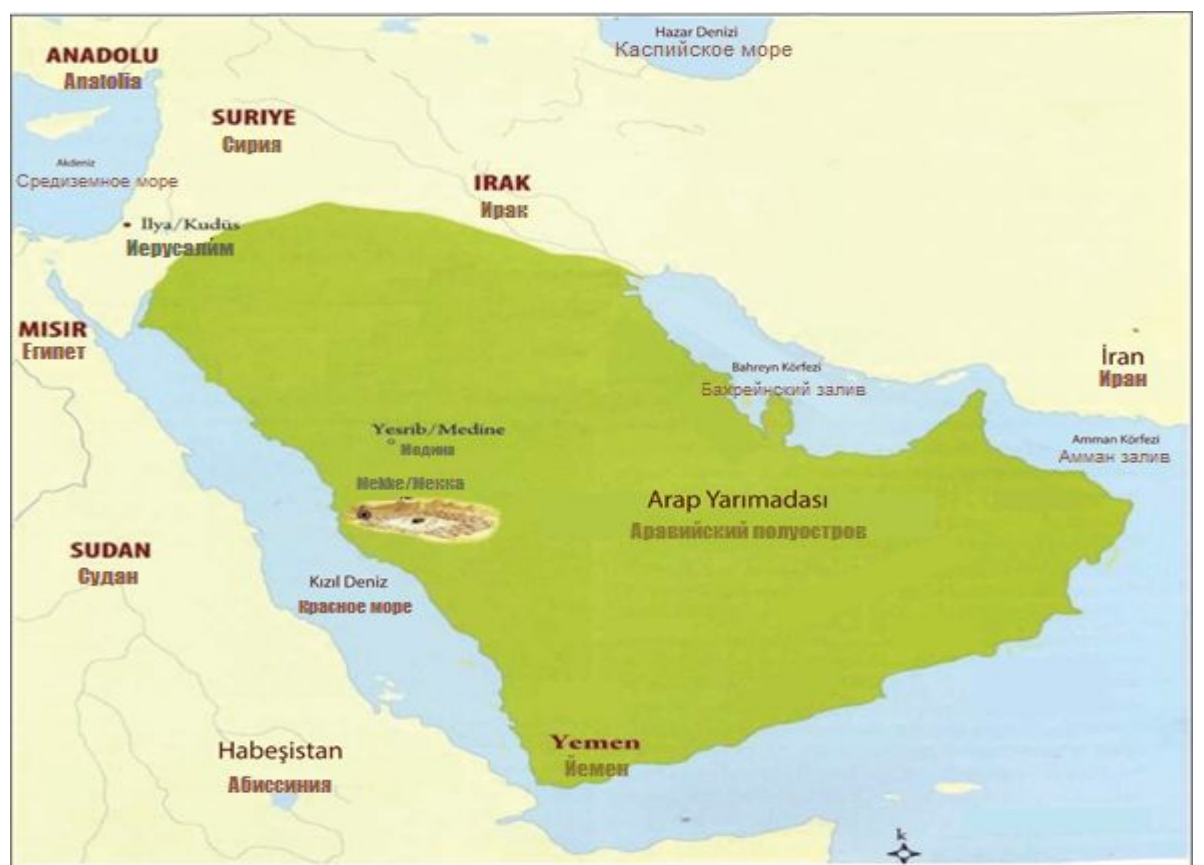 Hazar Denizi
Каспийское море
ANADOLU
Anatolia
SURIYE
Сирия
Akdeniz
Средиземное море
IRAK
Ирак
İlya/Kudüs
Иерусали́м
MISIR
Египет
İran
Иран
Bahreyn Körfezi
Бахрейнский залив
Yesrib/Medine
Медина
Amman Körfezi
Амман залив
Mekke/Мекка
Arap Yarımadası
Аравийский полуостров
SUDAN
Судан
Kızıl Deniz
Красное море
Habeşistan
Абиссиния
Yemen
Йемен
k